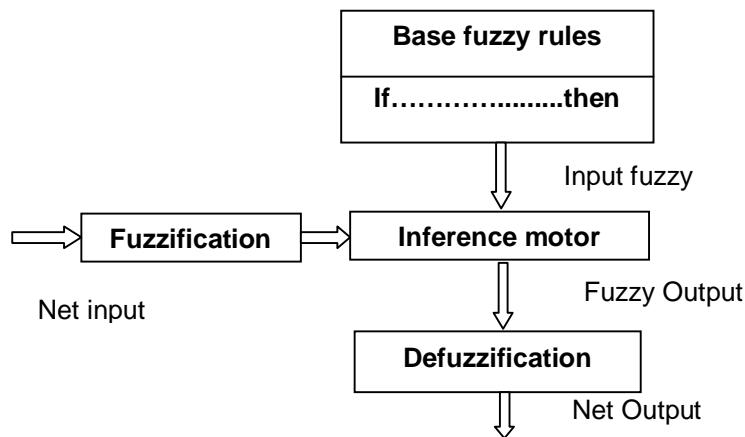 Base fuzzy rules
If…………..........then
Input fuzzy
Fuzzification
Inference motor
Net input
Fuzzy Output
Defuzzification
Net Output